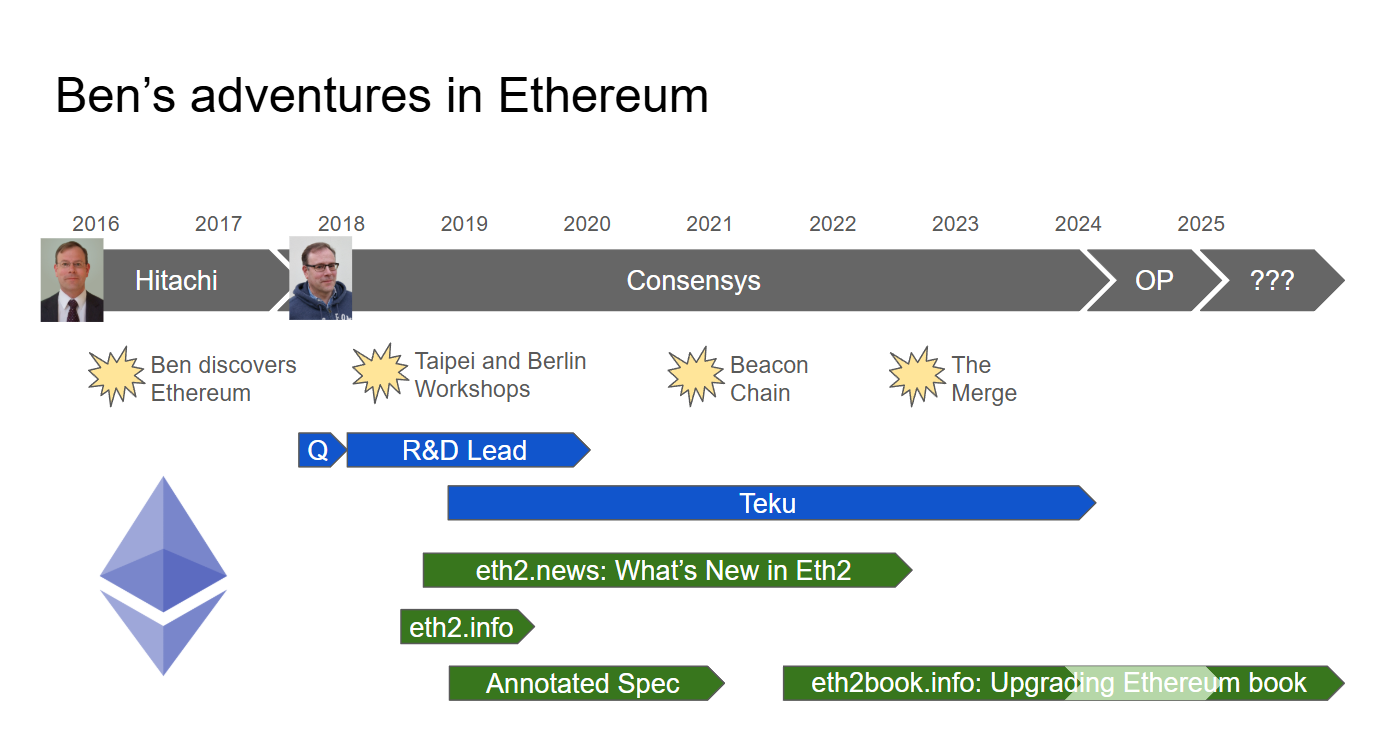 Ben’s adventures in Ethereum
2016 2017 2018 2019 2020 2021 2022 2023 2024 2025
Hitachi Consensys OP ???
Ben discovers
Ethereum
Taipei and Berlin
Workshops
Beacon
Chain
The
Merge
Q R&D Lead
Teku
eth2.news: What’s New in Eth2
eth2.info
Annotated Spec eth2book.info: Upgrading Ethereum book